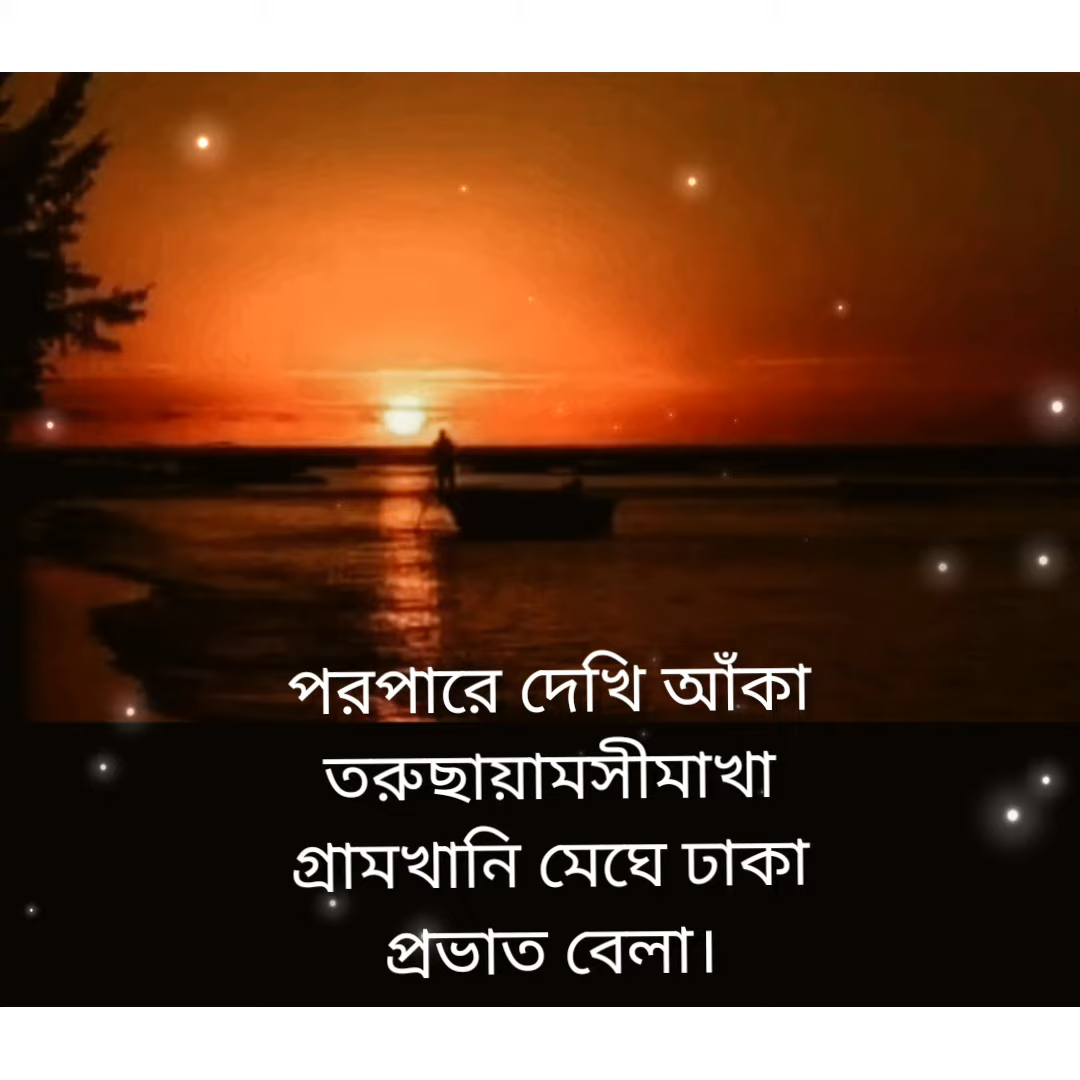 পরপারে দেখি আঁকা
তরুছায়ামসীমাখা
গ্রামখানি মেঘে ঢাকা
প্রভাত বেলা।